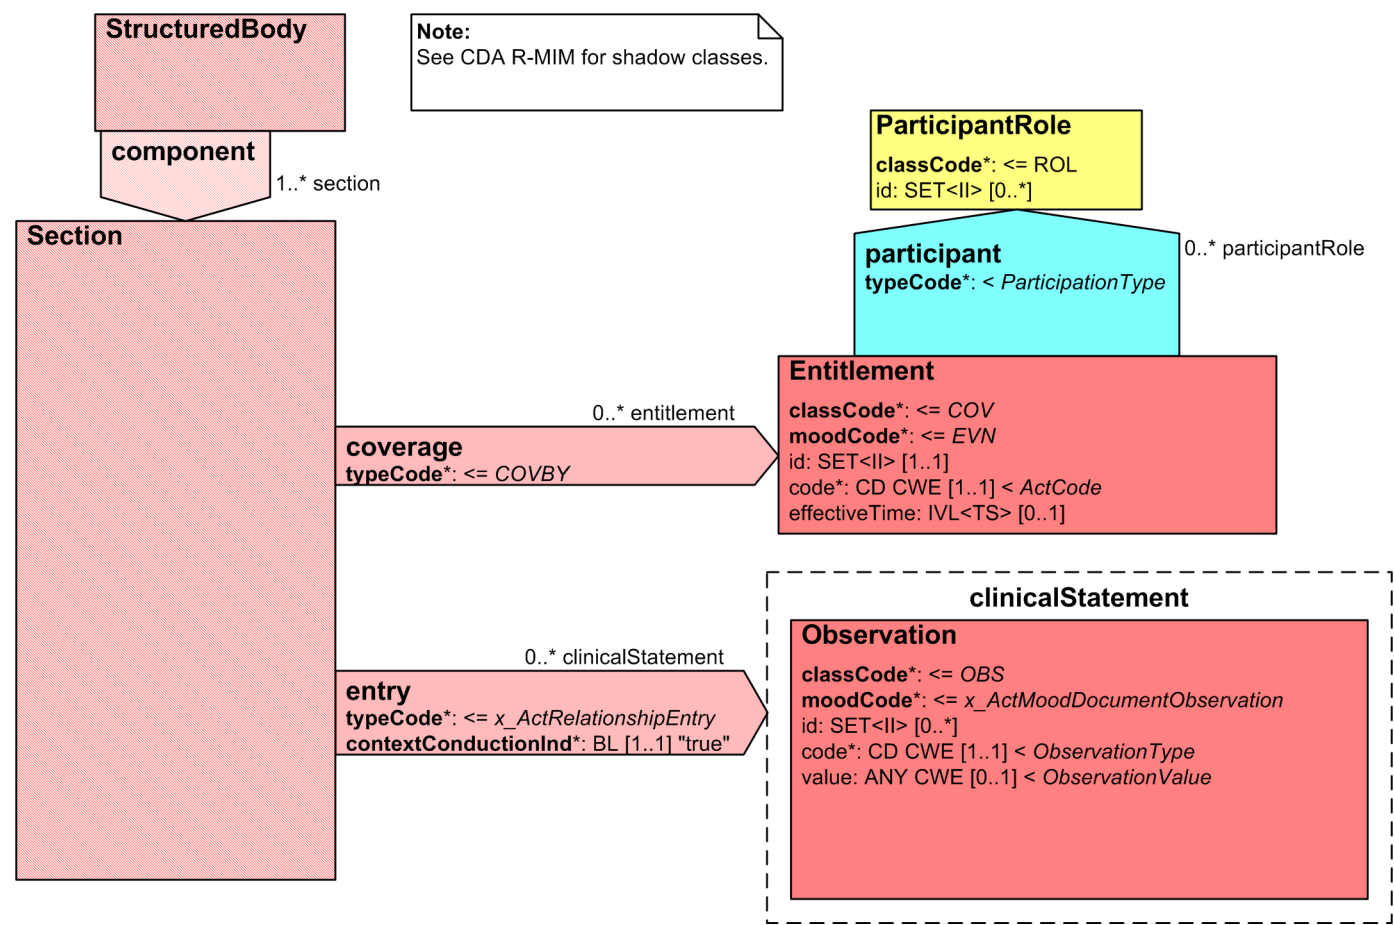 StructuredBody
Note:
See CDA R-MIM for shadow classes.
component
1..* section
Section
ParticipantRole
classCode*: <= ROL
id: SET<II> [0..*]
participant
typeCode*: < ParticipationType
0..* participantRole
0..* entitlement
coverage
typeCode*: <= COVBY
Entitlement
classCode*: <= COV
moodCode*: <= EVN
id: SET<II> [1..1]
code*: CD CWE [1..1] < ActCode
effectiveTime: IVL<TS> [0..1]
0..* clinicalStatement
entry
typeCode*: <= x_ActRelationshipEntry
contextConductionInd*: BL [1..1] "true"
clinicalStatement
Observation
classCode*: <= OBS
moodCode*: <= x_ActMoodDocumentObservation
id: SET<II> [0..*]
code*: CD CWE [1..1] < ObservationType
value: ANY CWE [0..1] < ObservationValue